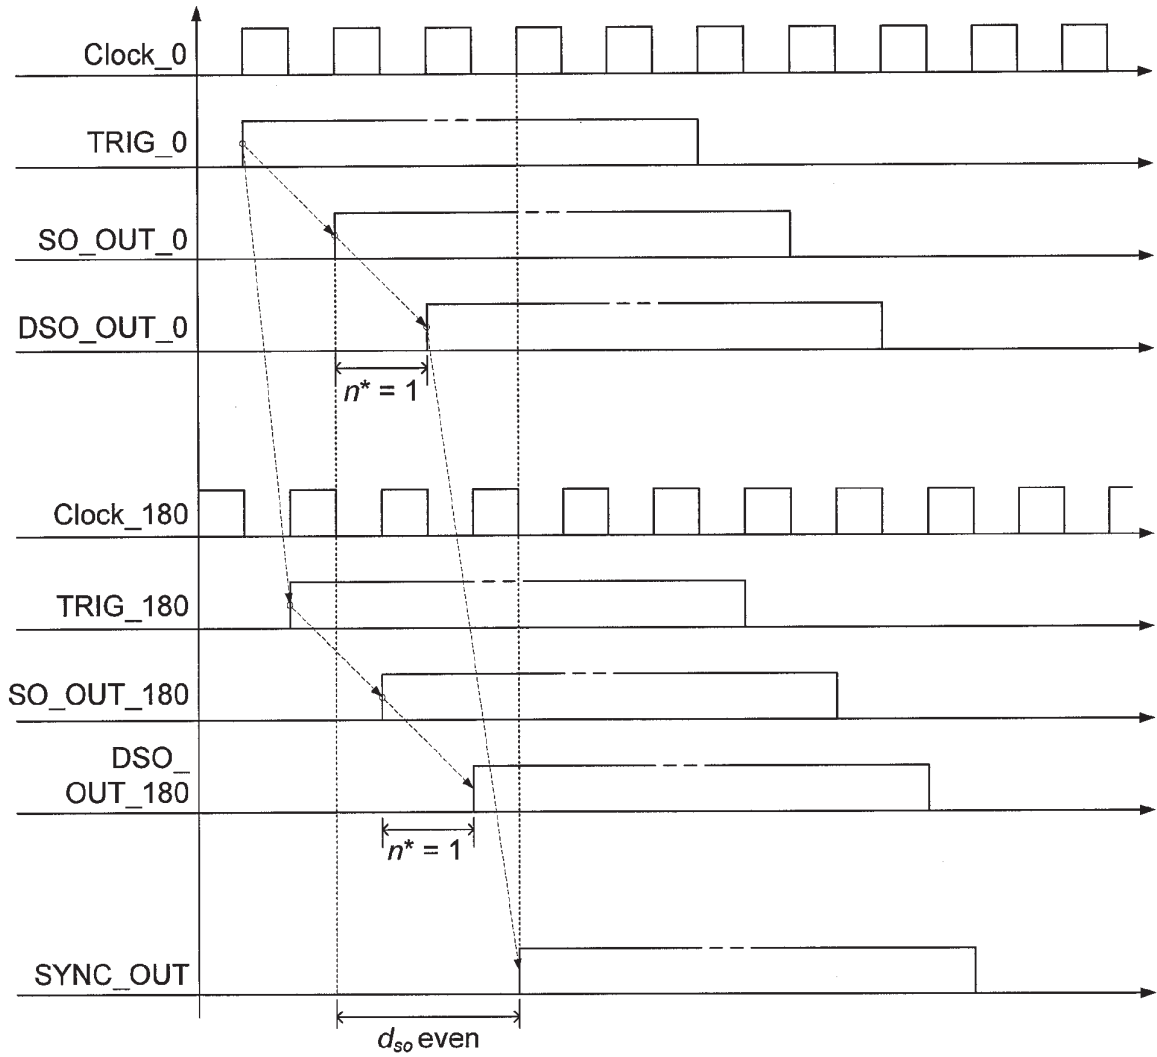 Clock_0
TRIG_0
SO_OUT_0
DSO_OUT_0
n* = 1
Clock_180
TRIG_180
SO_OUT_180
DSO_
OUT_180
n* = 1
SYNC_OUT
dso even